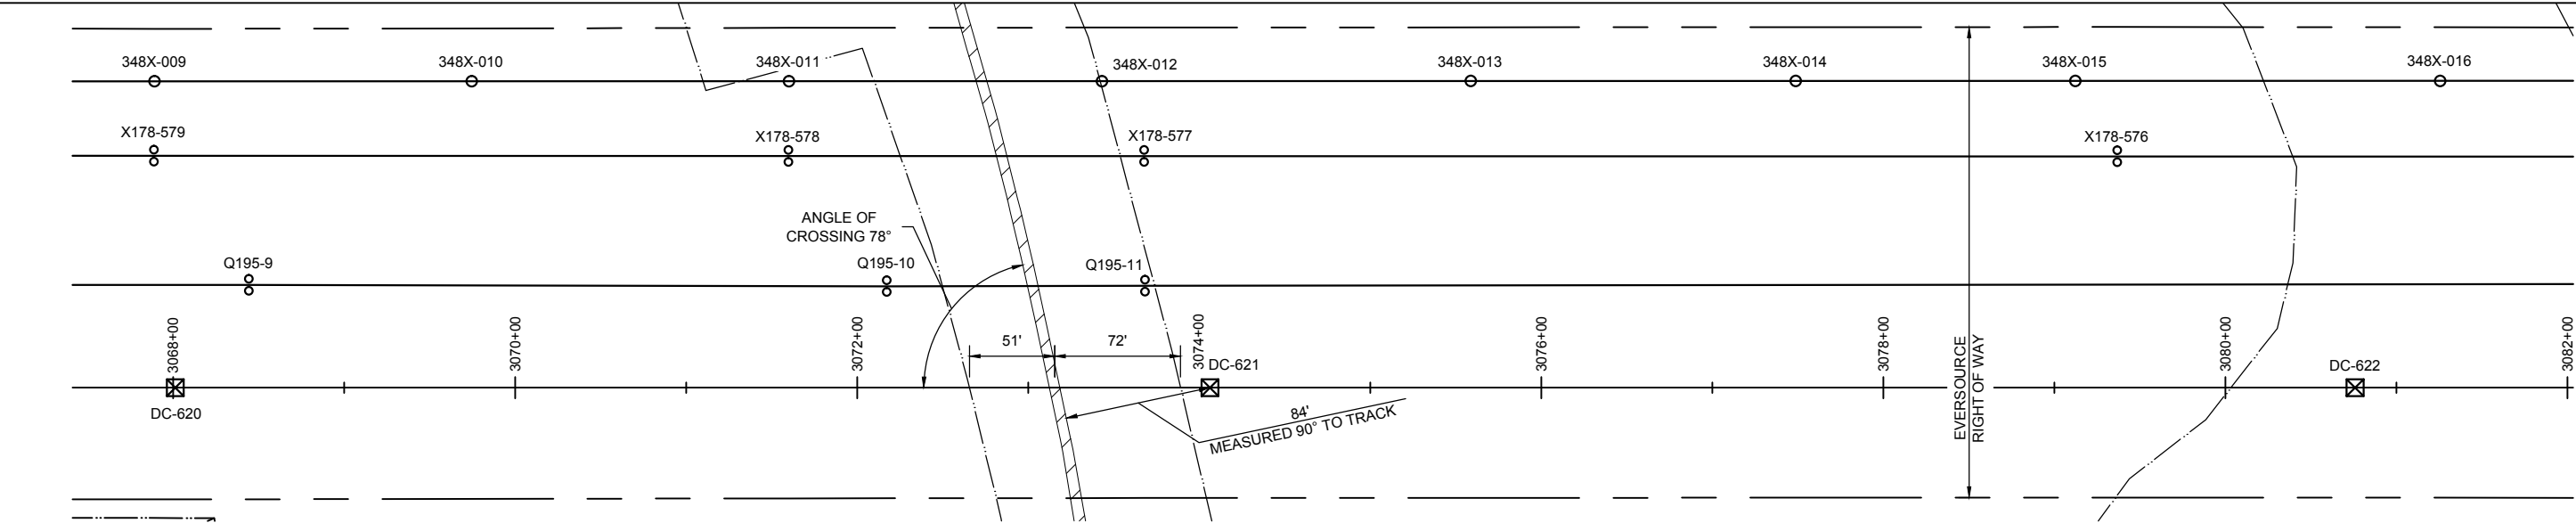 348X-009
348X-010
348X-011
348X-012
348X-013
348X-014
348X-015
348X-016
X178-579
X178-578
X178-577
X178-576
ANGLE OF
CROSSING 78°
Q195-9
Q195-10
Q195-11
3068+00
3070+00
3072+00
51'
72'
3074+00
3076+00
3078+00
3080+00
3082+00
DC-620
DC-621
DC-622
84'
MEASURED 90° TO TRACK
EVERSOURCE
RIGHT OF WAY